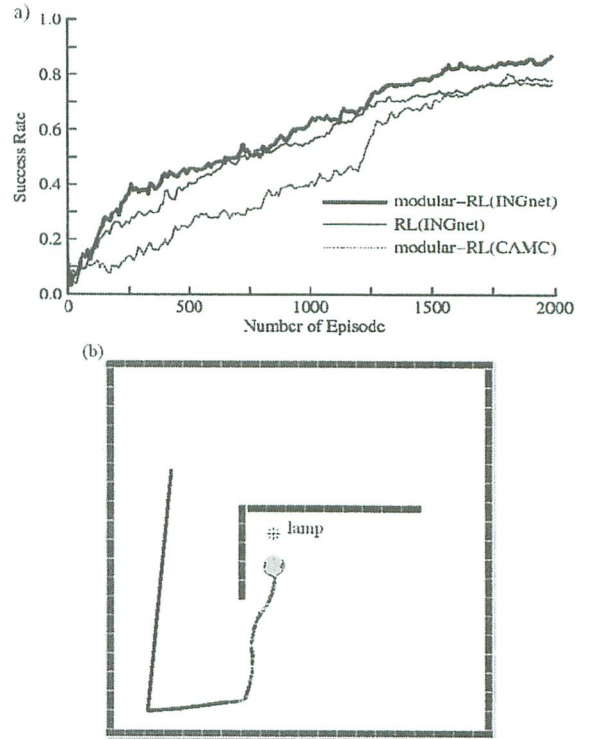 a)
1.0
0.8
0.6
0.4
0.2
0.0
Success Rate
modular-RL(INGnet)
RL(INGnet)
modular-RL(CAMC)
0
500
1000
1500
2000
Number of Episode
(b)
lamp